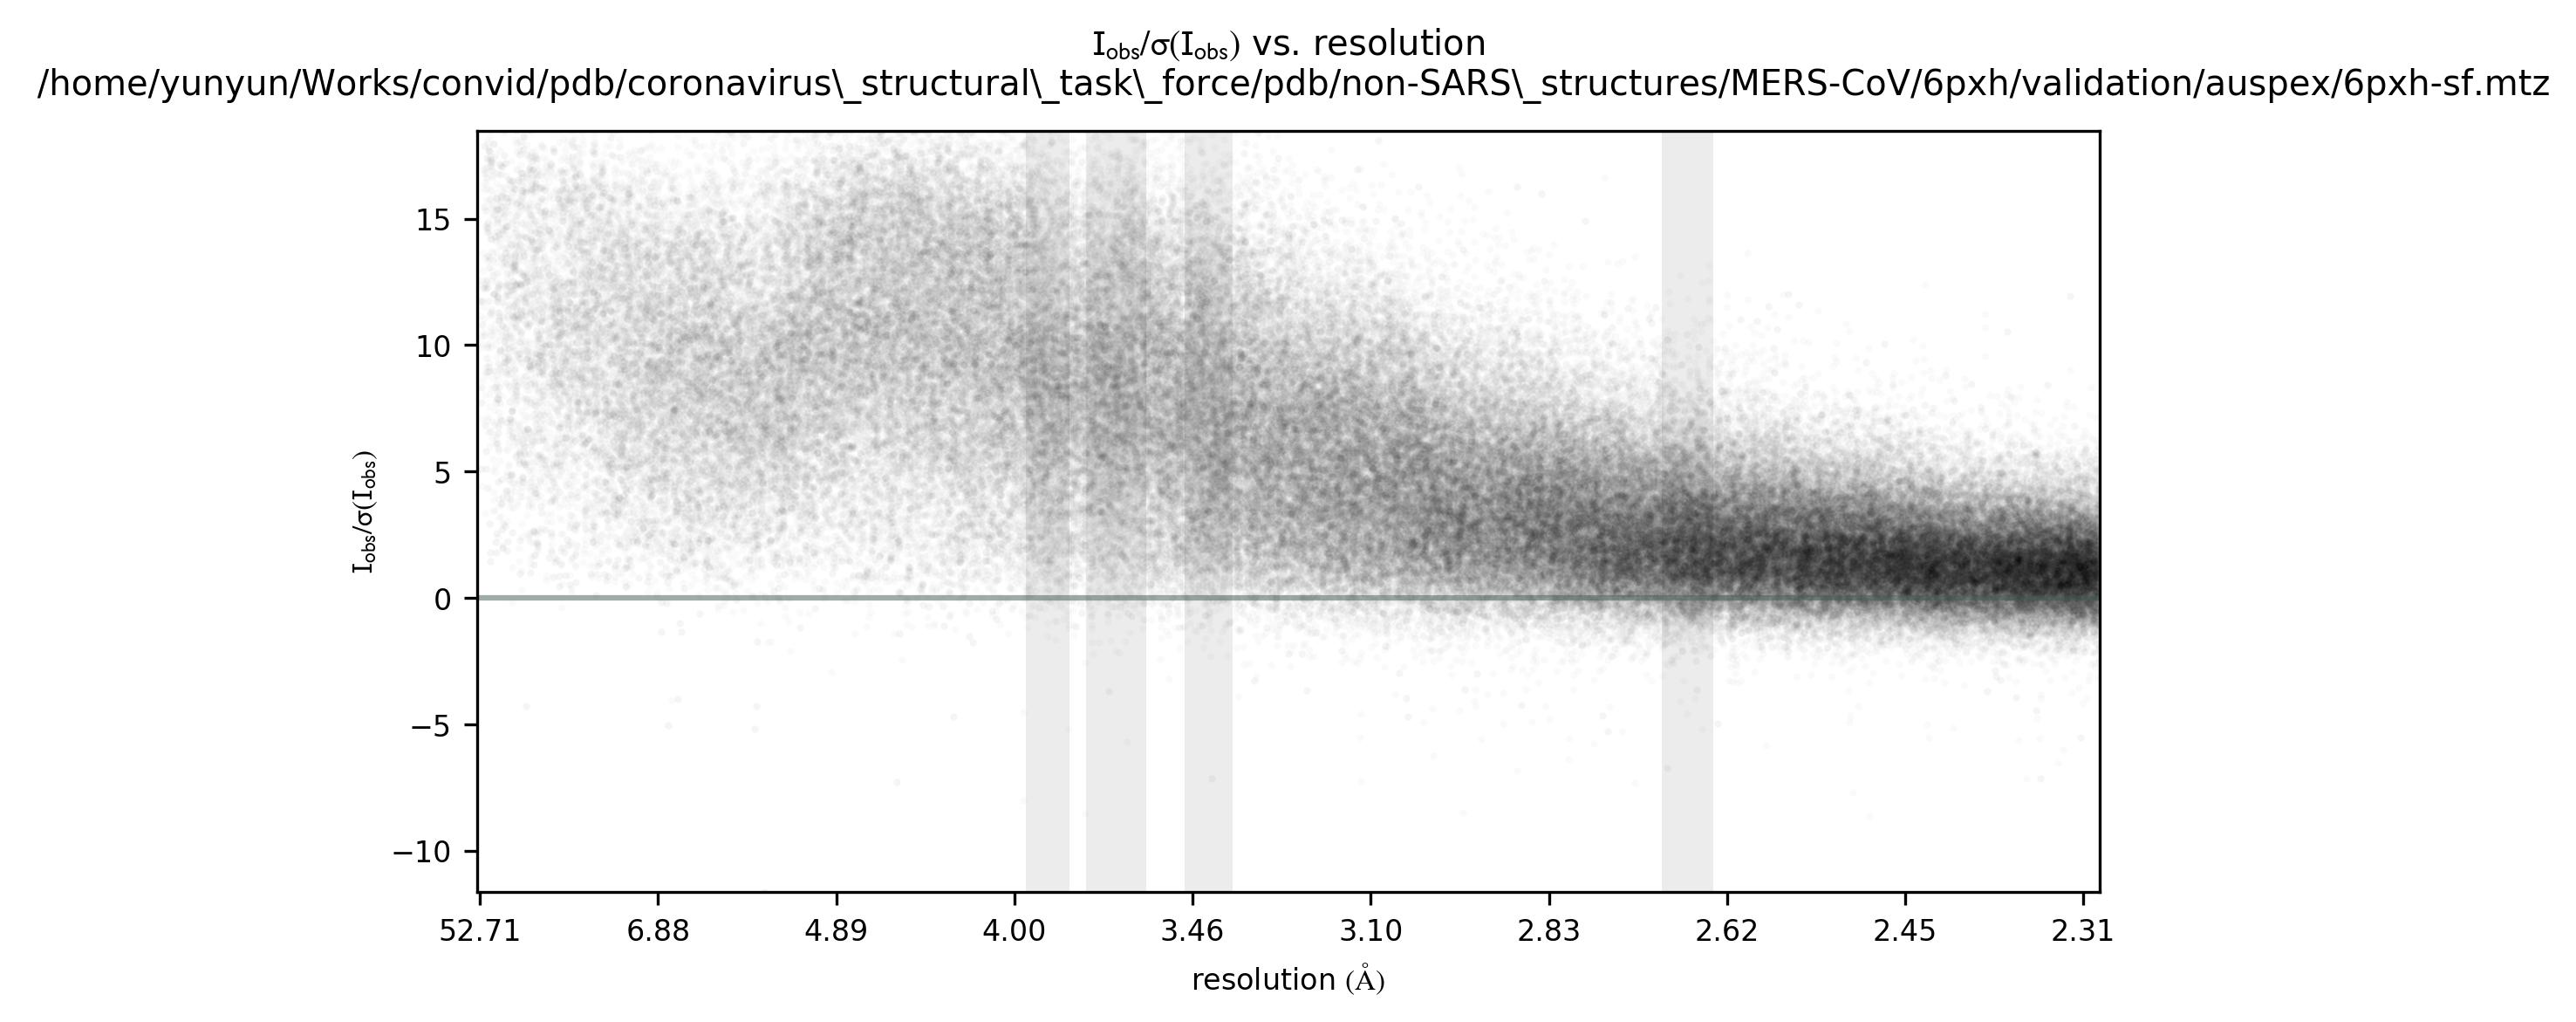 Iobs/σ(Iobs) vs. resolution
/home/yunyun/Works/convid/pdb/coronavirus\_structural\_task\_force/pdb/non-SARS\_structures/MERS-CoV/6pxh/validation/auspex/6pxh-sf.mtz
Iobs/σ(Iobs)
15
10
5
0
−5
−10
52.71 6.88 4.89 4.00 3.46 3.10 2.83 2.62 2.45 2.31
resolution (Å)